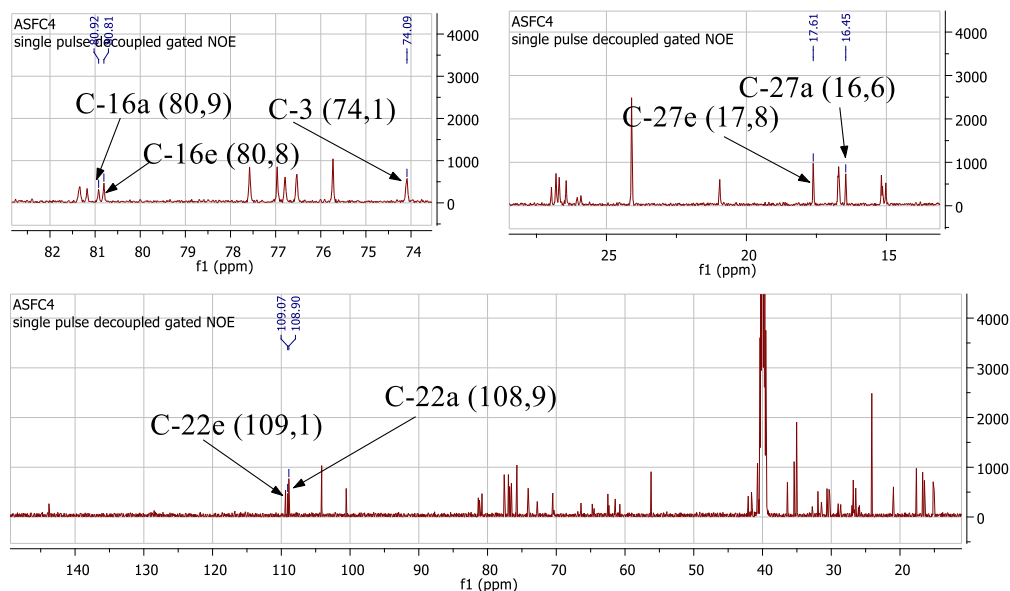 ASFC4
single pulse decoupled gated NOE
80.92
80.81
74.09
C-16a (80,9)
C-3 (74,1)
C-16e (80,8)
4000
3000
2000
1000
0
82 81 80 79 78 77 76 75 74
f1 (ppm)
ASFC4
single pulse decoupled gated NOE
17.61
16.45
C-27a (16,6)
C-27e (17,8)
4000
3000
2000
1000
0
25 20 15
f1 (ppm)
ASFC4
single pulse decoupled gated NOE
109.07
108.90
C-22a (108,9)
C-22e (109,1)
4000
3000
2000
1000
0
140 130 120 110 100 90 80 70 60 50 40 30 20
f1 (ppm)